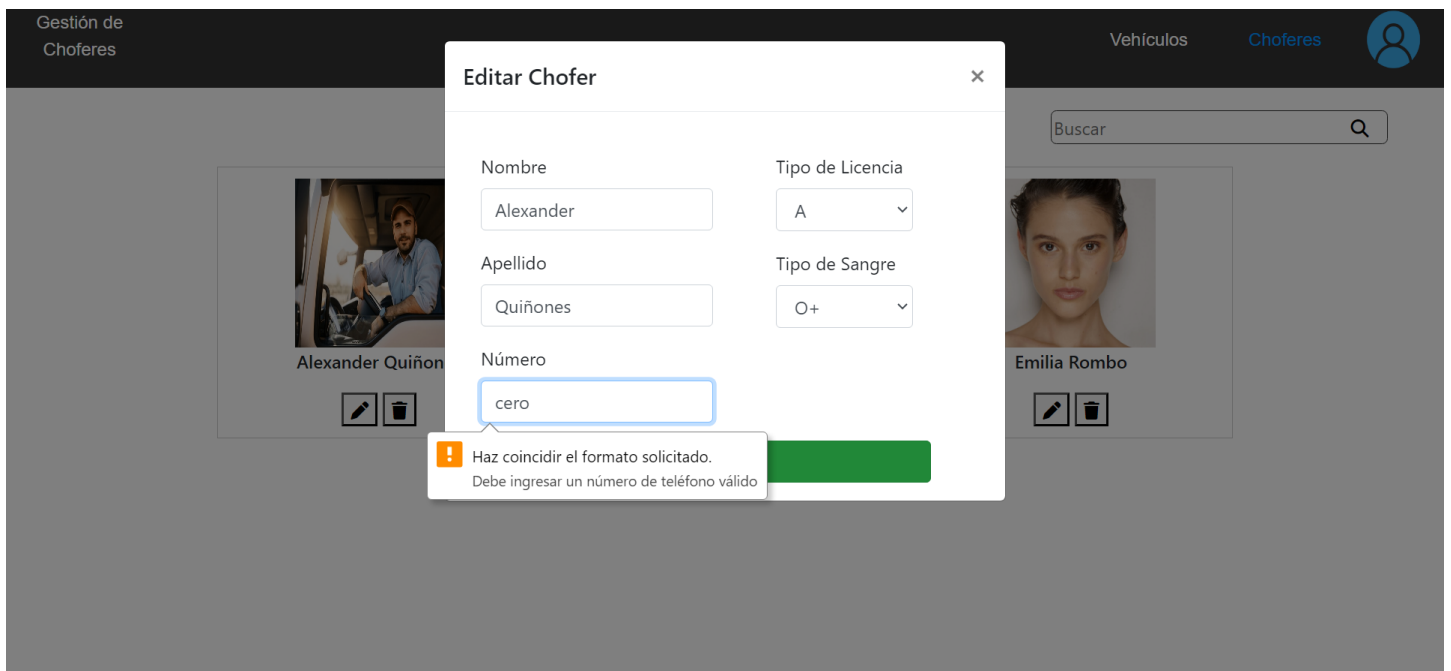 Gestión de
Choferes
Vehículos
Choferes
Editar Chofer
×
Buscar
Nombre
Tipo de Licencia
Alexander
A
Apellido
Tipo de Sangre
Quiñones
O+
Número
cero
Alexander Quiñon
Emilia Rombo
Haz coincidir el formato solicitado.
Debe ingresar un número de teléfono válido